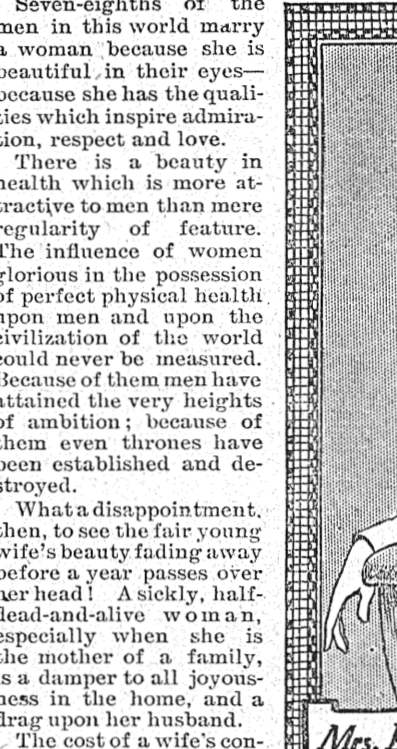 Seven-eighths of the
men in this world marry
a woman because she is
beautiful in their eyes—
because she has the quali-
ties which inspire admira-
tion, respect and love.
There is a beauty in
health which is more at-
tractive to men than mere
regularity of feature.
The influence of women
glorious in the possession
of perfect physical health
upon men and upon the
civilization of the world
could never be measured.
Because of them men have
attained the very heights
of ambition; because of
them even thrones have
been established and de-
stroyed.
What a disappointment,
then, to see the fair young
wife's beauty fading away
before a year passes over
her head! A sickly, half-
dead-and-alive woman,
especially when she is
the mother of a family,
is a damper to all joyous-
ness in the home, and a
drag upon her husband.
The cost of a wife's con-
Mrs.